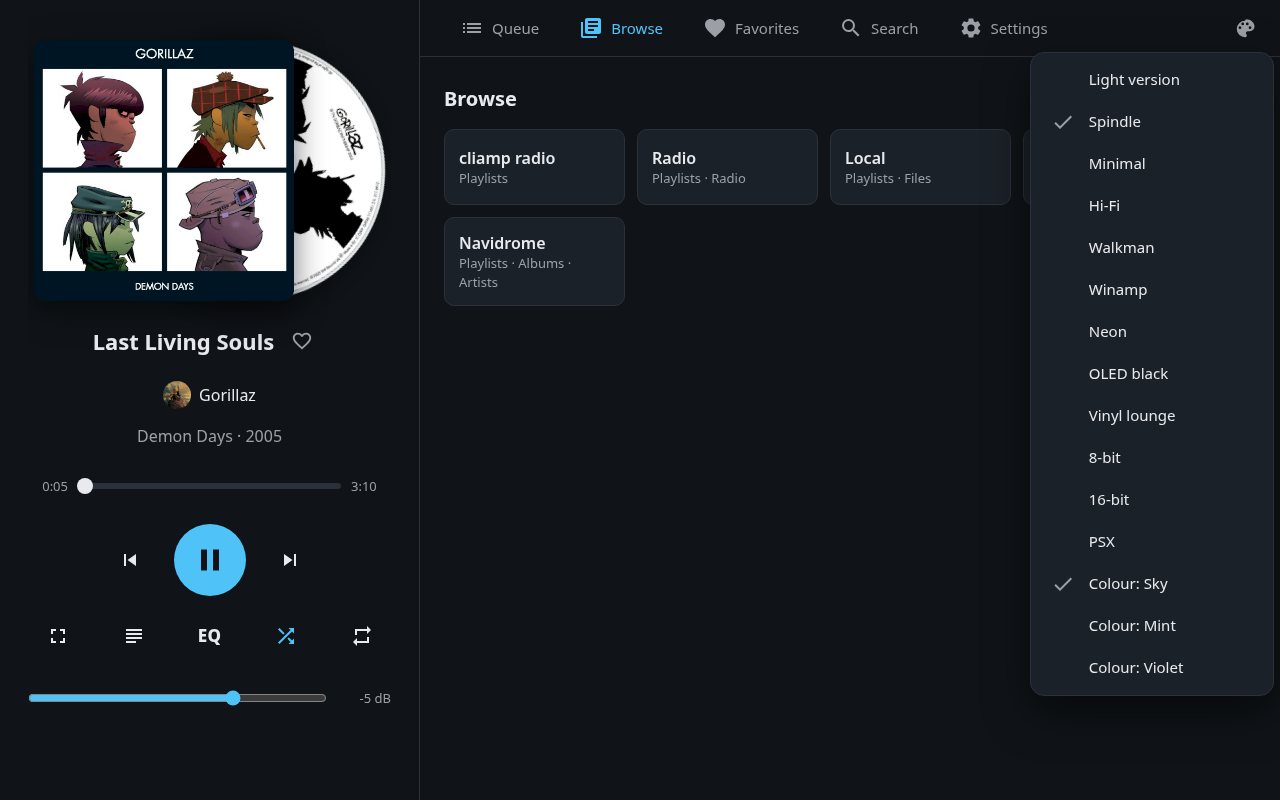 Queue
Browse
Favorites
Search
Settings
GORILLAZ
DEMON DAYS
GORILLAZ
Last Living Souls
Gorillaz
Demon Days · 2005
0:05
3:10
EQ
-5 dB
Browse
cliamp radio
Playlists
Radio
Playlists · Radio
Local
Playlists · Files
Navidrome
Playlists · Albums ·
Artists
Light version
Spindle
Minimal
Hi-Fi
Walkman
Winamp
Neon
OLED black
Vinyl lounge
8-bit
16-bit
PSX
Colour: Sky
Colour: Mint
Colour: Violet